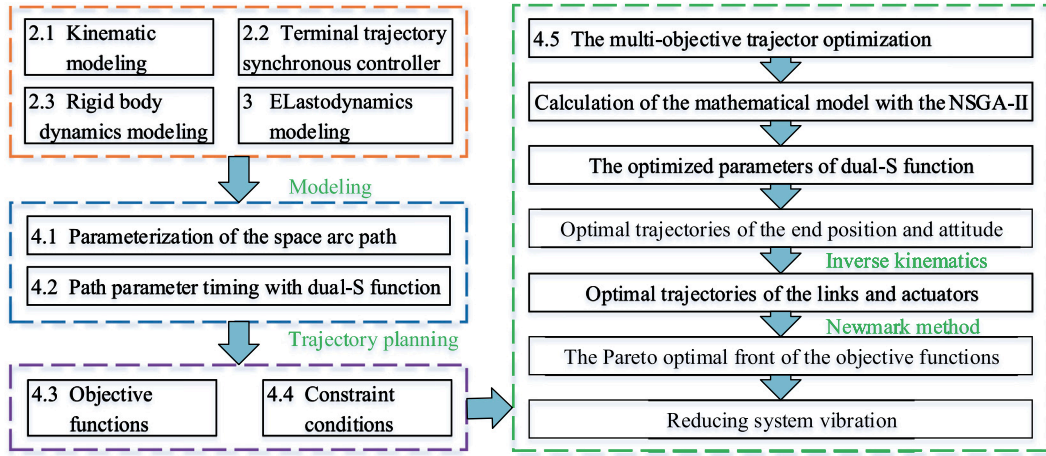 2.1 Kinematic
modeling
2.2 Terminal trajectory
synchronous controller
2.3 Rigid body
dynamics modeling
3 ELastodynamics
modeling
Modeling
4.1 Parameterization of the space arc path
4.2 Path parameter timing with dual-S function
Trajectory planning
4.3 Objective
functions
4.4 Constraint
conditions
4.5 The multi-objective trajector optimization
Calculation of the mathematical model with the NSGA-II
The optimized parameters of dual-S function
Optimal trajectories of the end position and attitude
Inverse kinematics
Optimal trajectories of the links and actuators
Newmark method
The Pareto optimal front of the objective functions
Reducing system vibration